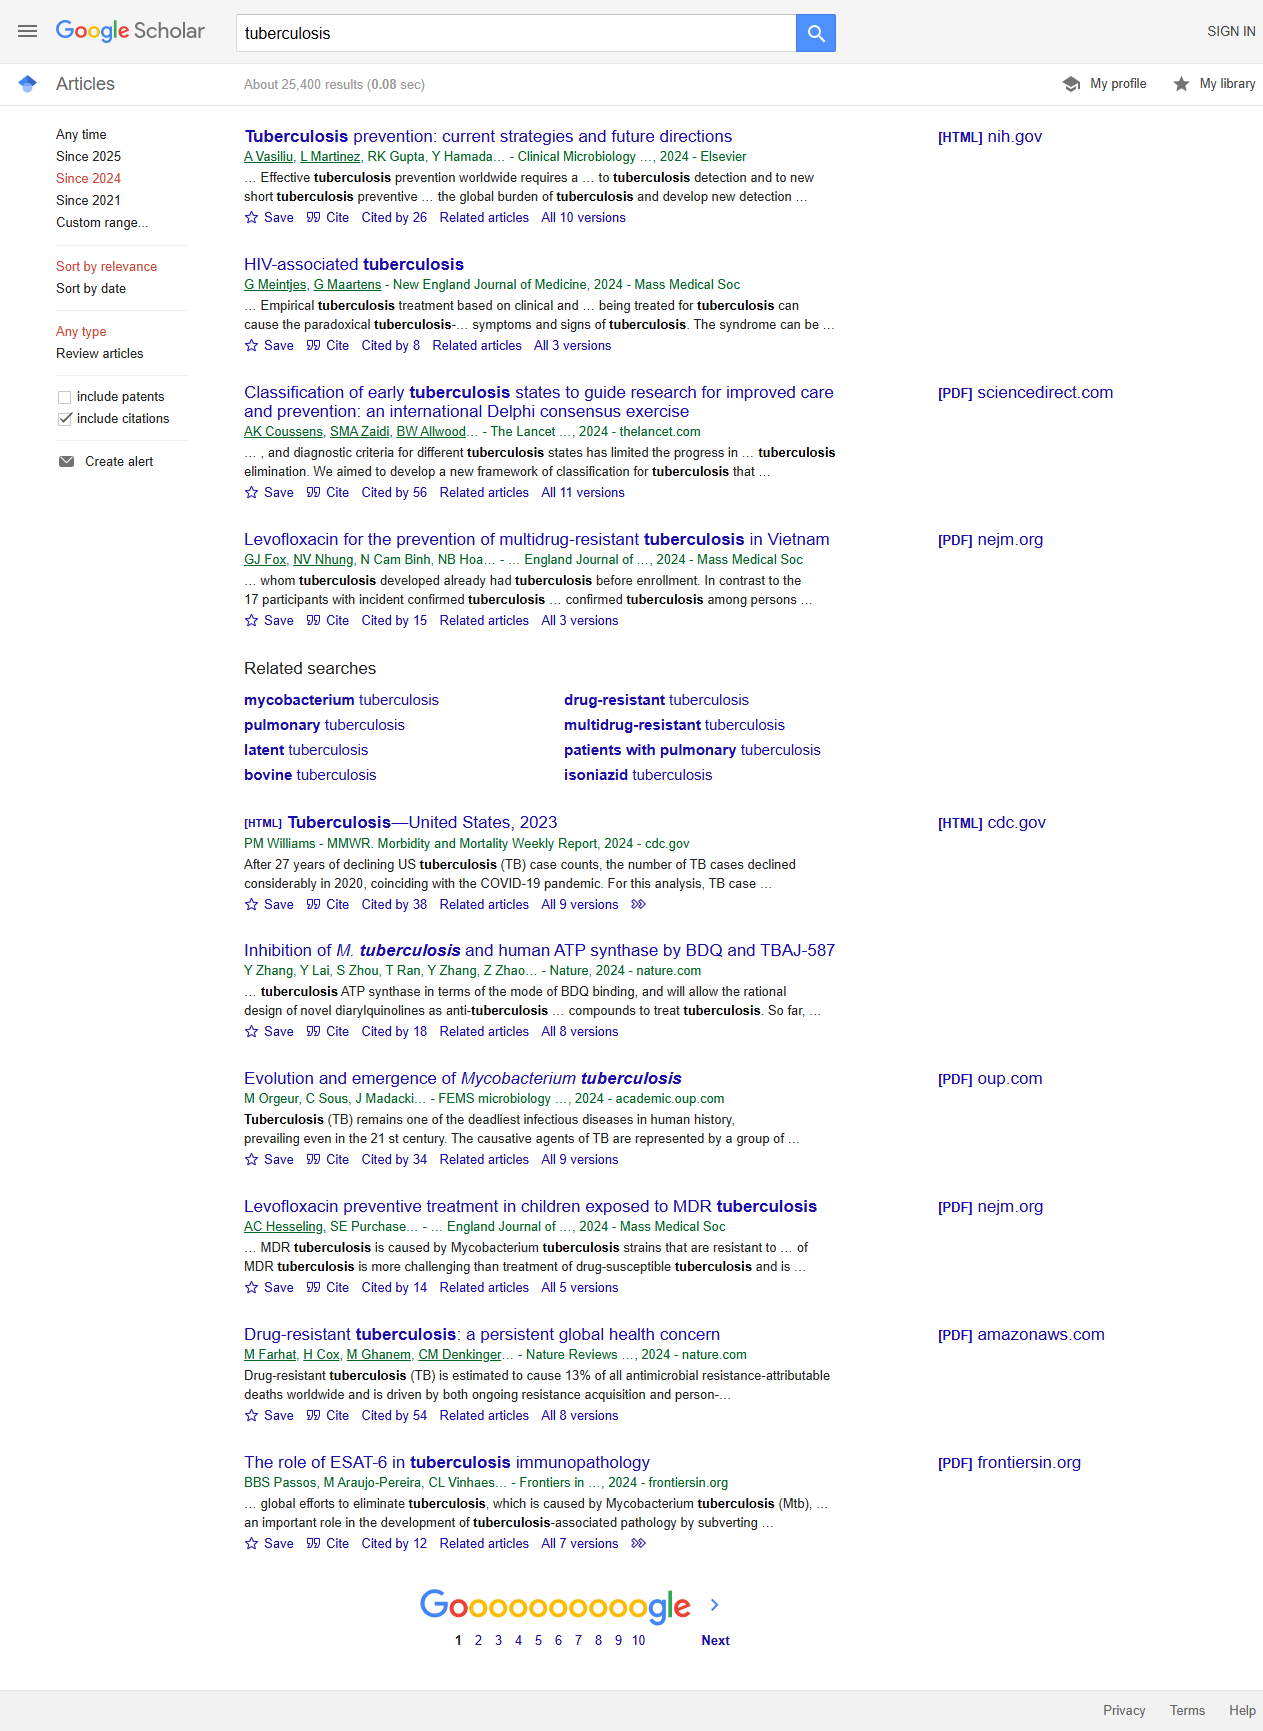 Google Scholar
tuberculosis
SIGN IN
Articles
About 25,400 results (0.08 sec)
My profile
My library
Any time
Since 2025
Since 2024
Since 2021
Custom range...
Sort by relevance
Sort by date
Any type
Review articles
include patents
include citations
Create alert
Tuberculosis prevention: current strategies and future directions
[HTML] nih.gov
A Vasiliu, L Martinez, RK Gupta, Y Hamada… - Clinical Microbiology …, 2024 - Elsevier
… Effective tuberculosis prevention worldwide requires a … to tuberculosis detection and to new
short tuberculosis preventive … the global burden of tuberculosis and develop new detection …
Save Cite Cited by 26 Related articles All 10 versions
HIV-associated tuberculosis
G Meintjes, G Maartens - New England Journal of Medicine, 2024 - Mass Medical Soc
… Empirical tuberculosis treatment based on clinical and … being treated for tuberculosis can
cause the paradoxical tuberculosis-… symptoms and signs of tuberculosis. The syndrome can be …
Save Cite Cited by 8 Related articles All 3 versions
Classification of early tuberculosis states to guide research for improved care
and prevention: an international Delphi consensus exercise
[PDF] sciencedirect.com
AK Coussens, SMA Zaidi, BW Allwood… - The Lancet …, 2024 - thelancet.com
… , and diagnostic criteria for different tuberculosis states has limited the progress in … tuberculosis
elimination. We aimed to develop a new framework of classification for tuberculosis that …
Save Cite Cited by 56 Related articles All 11 versions
Levofloxacin for the prevention of multidrug-resistant tuberculosis in Vietnam
[PDF] nejm.org
GJ Fox, NV Nhung, N Cam Binh, NB Hoa… - … England Journal of …, 2024 - Mass Medical Soc
… whom tuberculosis developed already had tuberculosis before enrollment. In contrast to the
17 participants with incident confirmed tuberculosis … confirmed tuberculosis among persons …
Save Cite Cited by 15 Related articles All 3 versions
Related searches
mycobacterium tuberculosis
drug-resistant tuberculosis
pulmonary tuberculosis
multidrug-resistant tuberculosis
latent tuberculosis
patients with pulmonary tuberculosis
bovine tuberculosis
isoniazid tuberculosis
[HTML] Tuberculosis—United States, 2023
[HTML] cdc.gov
PM Williams - MMWR. Morbidity and Mortality Weekly Report, 2024 - cdc.gov
After 27 years of declining US tuberculosis (TB) case counts, the number of TB cases declined
considerably in 2020, coinciding with the COVID-19 pandemic. For this analysis, TB case …
Save Cite Cited by 38 Related articles All 9 versions
Inhibition of M. tuberculosis and human ATP synthase by BDQ and TBAJ-587
Y Zhang, Y Lai, S Zhou, T Ran, Y Zhang, Z Zhao… - Nature, 2024 - nature.com
… tuberculosis ATP synthase in terms of the mode of BDQ binding, and will allow the rational
design of novel diarylquinolines as anti-tuberculosis … compounds to treat tuberculosis. So far, …
Save Cite Cited by 18 Related articles All 8 versions
Evolution and emergence of Mycobacterium tuberculosis
[PDF] oup.com
M Orgeur, C Sous, J Madacki… - FEMS microbiology …, 2024 - academic.oup.com
Tuberculosis (TB) remains one of the deadliest infectious diseases in human history,
prevailing even in the 21 st century. The causative agents of TB are represented by a group of …
Save Cite Cited by 34 Related articles All 9 versions
Levofloxacin preventive treatment in children exposed to MDR tuberculosis
[PDF] nejm.org
AC Hesseling, SE Purchase… - … England Journal of …, 2024 - Mass Medical Soc
… MDR tuberculosis is caused by Mycobacterium tuberculosis strains that are resistant to … of
MDR tuberculosis is more challenging than treatment of drug-susceptible tuberculosis and is …
Save Cite Cited by 14 Related articles All 5 versions
Drug-resistant tuberculosis: a persistent global health concern
[PDF] amazonaws.com
M Farhat, H Cox, M Ghanem, CM Denkinger… - Nature Reviews …, 2024 - nature.com
Drug-resistant tuberculosis (TB) is estimated to cause 13% of all antimicrobial resistance-attributable
deaths worldwide and is driven by both ongoing resistance acquisition and person-…
Save Cite Cited by 54 Related articles All 8 versions
The role of ESAT-6 in tuberculosis immunopathology
[PDF] frontiersin.org
BBS Passos, M Araujo-Pereira, CL Vinhaes… - Frontiers in …, 2024 - frontiersin.org
… global efforts to eliminate tuberculosis, which is caused by Mycobacterium tuberculosis (Mtb), …
an important role in the development of tuberculosis-associated pathology by subverting …
Save Cite Cited by 12 Related articles All 7 versions
Goooooooooogle
1 2 3 4 5 6 7 8 9 10 Next
Privacy Terms Help